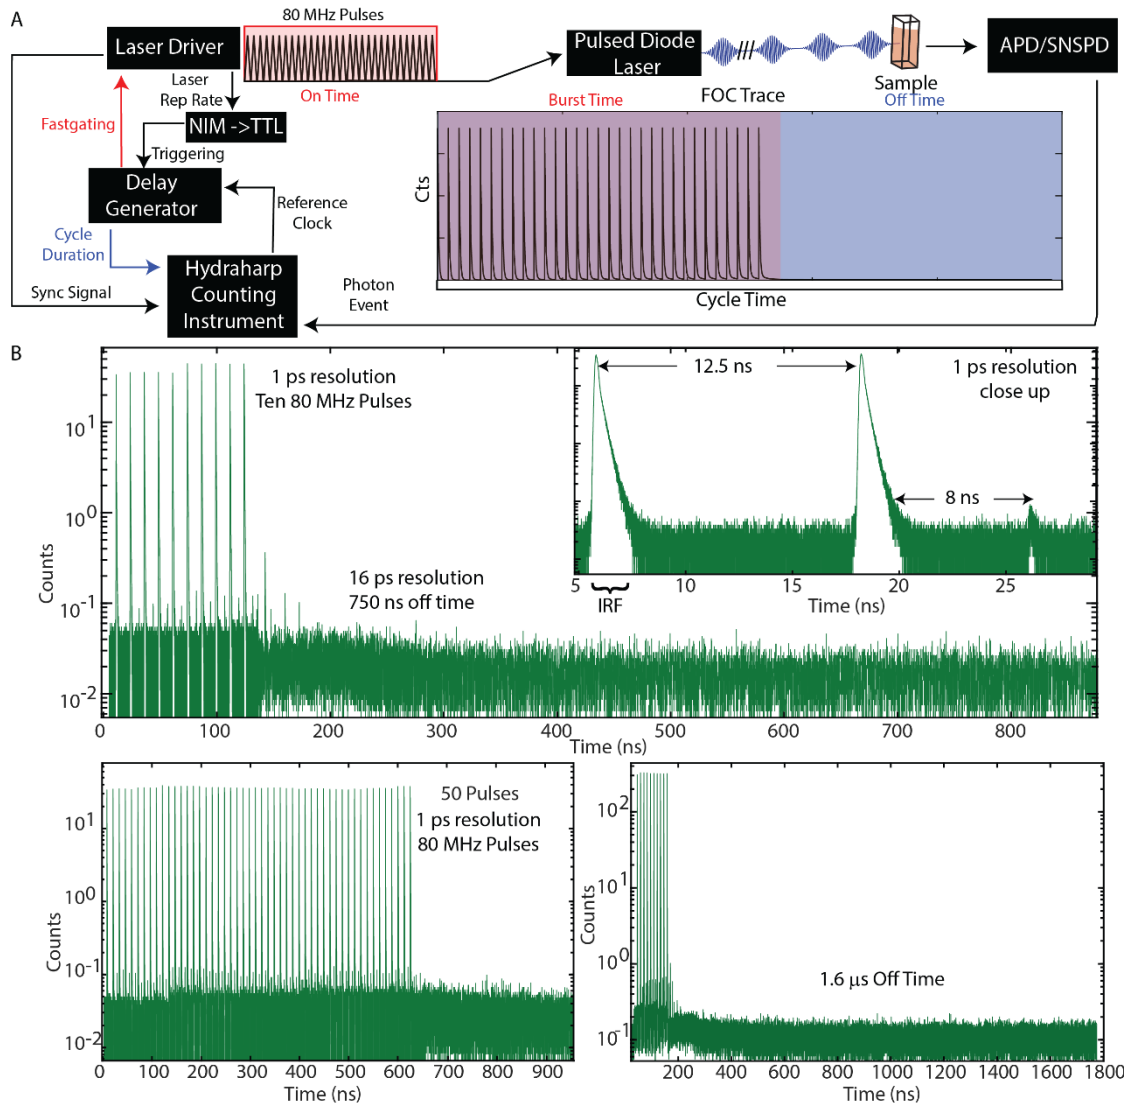 A
80 MHz Pulses
Laser Driver
On Time
Laser
Rep Rate
Fastgating
NIM ->TTL
Triggering
Delay
Generator
Reference
Clock
Cycle
Duration
Hydraharp
Counting
Instrument
Sync Signal
Photon
Event
Pulsed Diode
Laser
///
Sample
APD/SNSPD
Burst Time
FOC Trace
Off Time
Cts
Cycle Time
B
1 ps resolution
Ten 80 MHz Pulses
16 ps resolution
750 ns off time
Counts
10^1
10^0
10^-1
10^-2
0 100 200 300 400 500 600 700 800
Time (ns)
12.5 ns
1 ps resolution
close up
8 ns
5 10 15 20 25
IRF
Time (ns)
50 Pulses
1 ps resolution
80 MHz Pulses
Counts
10^1
10^0
10^-1
10^-2
0 100 200 300 400 500 600 700 800 900
Time (ns)
1.6 μs Off Time
Counts
10^2
10^1
10^0
10^-1
200 400 600 800 1000 1200 1400 1600 1800
Time (ns)